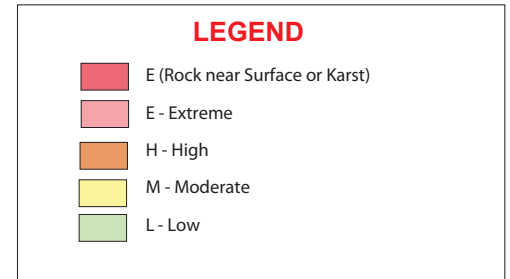 LEGEND
E (Rock near Surface or Karst)
E - Extreme
H - High
M - Moderate
L - Low